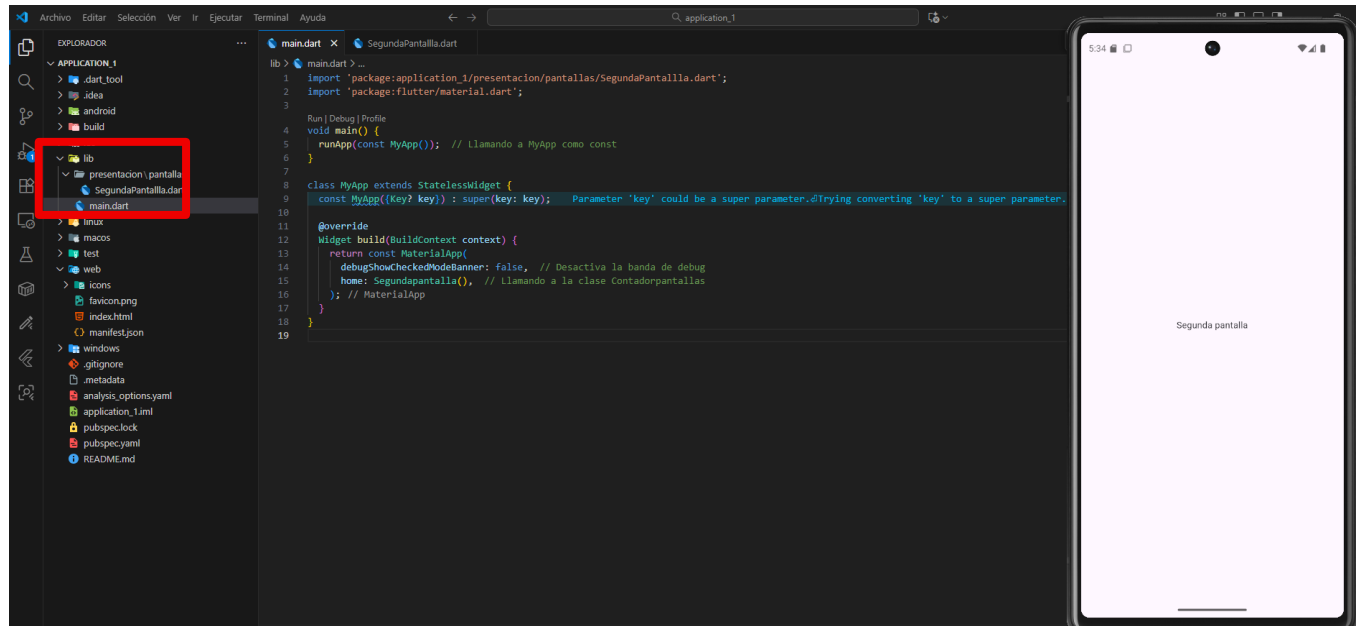 Archivo Editar Selección Ver Ir Ejecutar Terminal Ayuda
application_1
EXPLORADOR
APPLICATION_1
.dart_tool
.idea
android
build
lib
presentacion \ pantalla
SegundaPantallla.dar
main.dart
linux
macos
test
web
icons
favicon.png
index.html
manifest.json
windows
.gitignore
.metadata
analysis_options.yaml
application_1.iml
pubspec.lock
pubspec.yaml
README.md
1
main.dart SegundaPantallla.dart
lib > main.dart > ...
1 import 'package:application_1/presentacion/pantallas/SegundaPantallla.dart';
2 import 'package:flutter/material.dart';
3
Run | Debug | Profile
4 void main() {
5 runApp(const MyApp()); // Llamando a MyApp como const
6 }
7
8 class MyApp extends StatelessWidget {
9 const MyApp({Key? key}) : super(key: key); Parameter 'key' could be a super parameter.Trying converting 'key' to a super parameter.
10
11 @override
12 Widget build(BuildContext context) {
13 return const MaterialApp(
14 debugShowCheckedModeBanner: false, // Desactiva la banda de debug
15 home: Segundapantalla(), // Llamando a la clase Contadorpantallas
16 ); // MaterialApp
17 }
18 }
19
5:34
Segunda pantalla